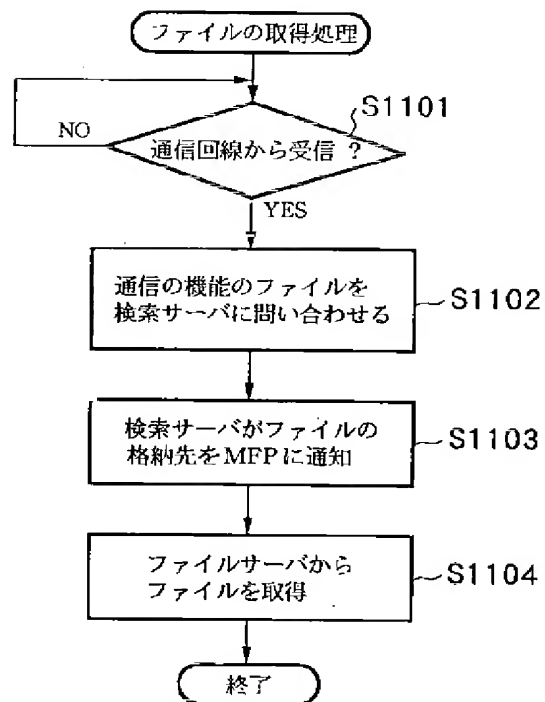 ファイルの取得処理
S1101
NO
通信回線から受信 ?
YES
通信の機能のファイルを
検索サーバに問い合わせる
S1102
検索サーバがファイルの
格納先をMFPに通知
S1103
ファイルサーバから
ファイルを取得
S1104
終了